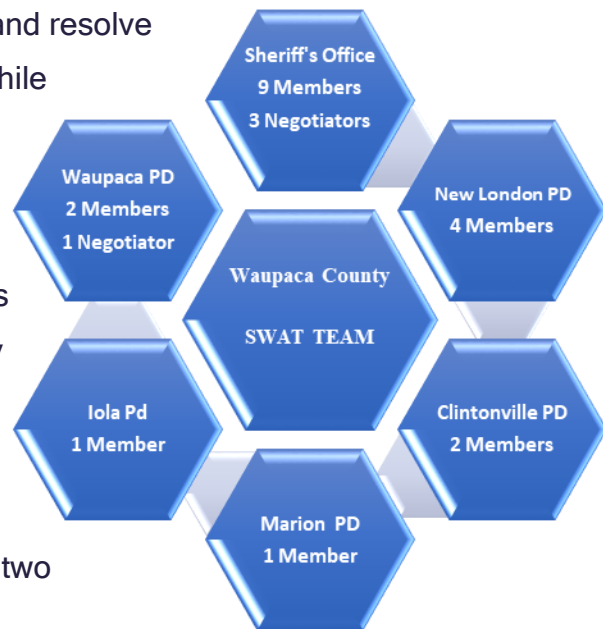 nd resolve
hile
s
two
Sheriff's Office
9 Members
3 Negotiators
New London PD
4 Members
Clintonville PD
2 Members
Marion PD
1 Member
Iola Pd
1 Member
Waupaca PD
2 Members
1 Negotiator
Waupaca County
SWAT TEAM